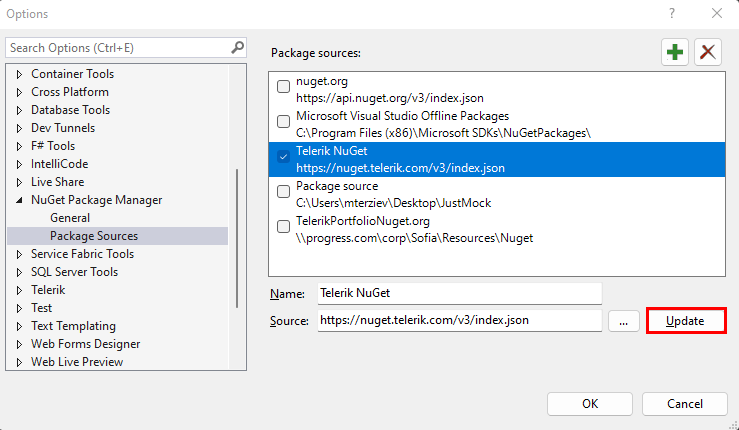 Options
?
Search Options (Ctrl+E)
Container Tools
Cross Platform
Database Tools
Dev Tunnels
F# Tools
IntelliCode
Live Share
NuGet Package Manager
General
Package Sources
Service Fabric Tools
SQL Server Tools
Telerik
Test
Text Templating
Web Forms Designer
Web Live Preview
Package sources:
nuget.org
https://api.nuget.org/v3/index.json
Microsoft Visual Studio Offline Packages
C:\Program Files (x86)\Microsoft SDKs\NuGetPackages\
Telerik NuGet
https://nuget.telerik.com/v3/index.json
Package source
C:\Users\mterziev\Desktop\JustMock
TelerikPortfolioNuget.org
\\progress.com\corp\Sofia\Resources\Nuget
Name: Telerik NuGet
Source: https://nuget.telerik.com/v3/index.json ... Update
OK Cancel